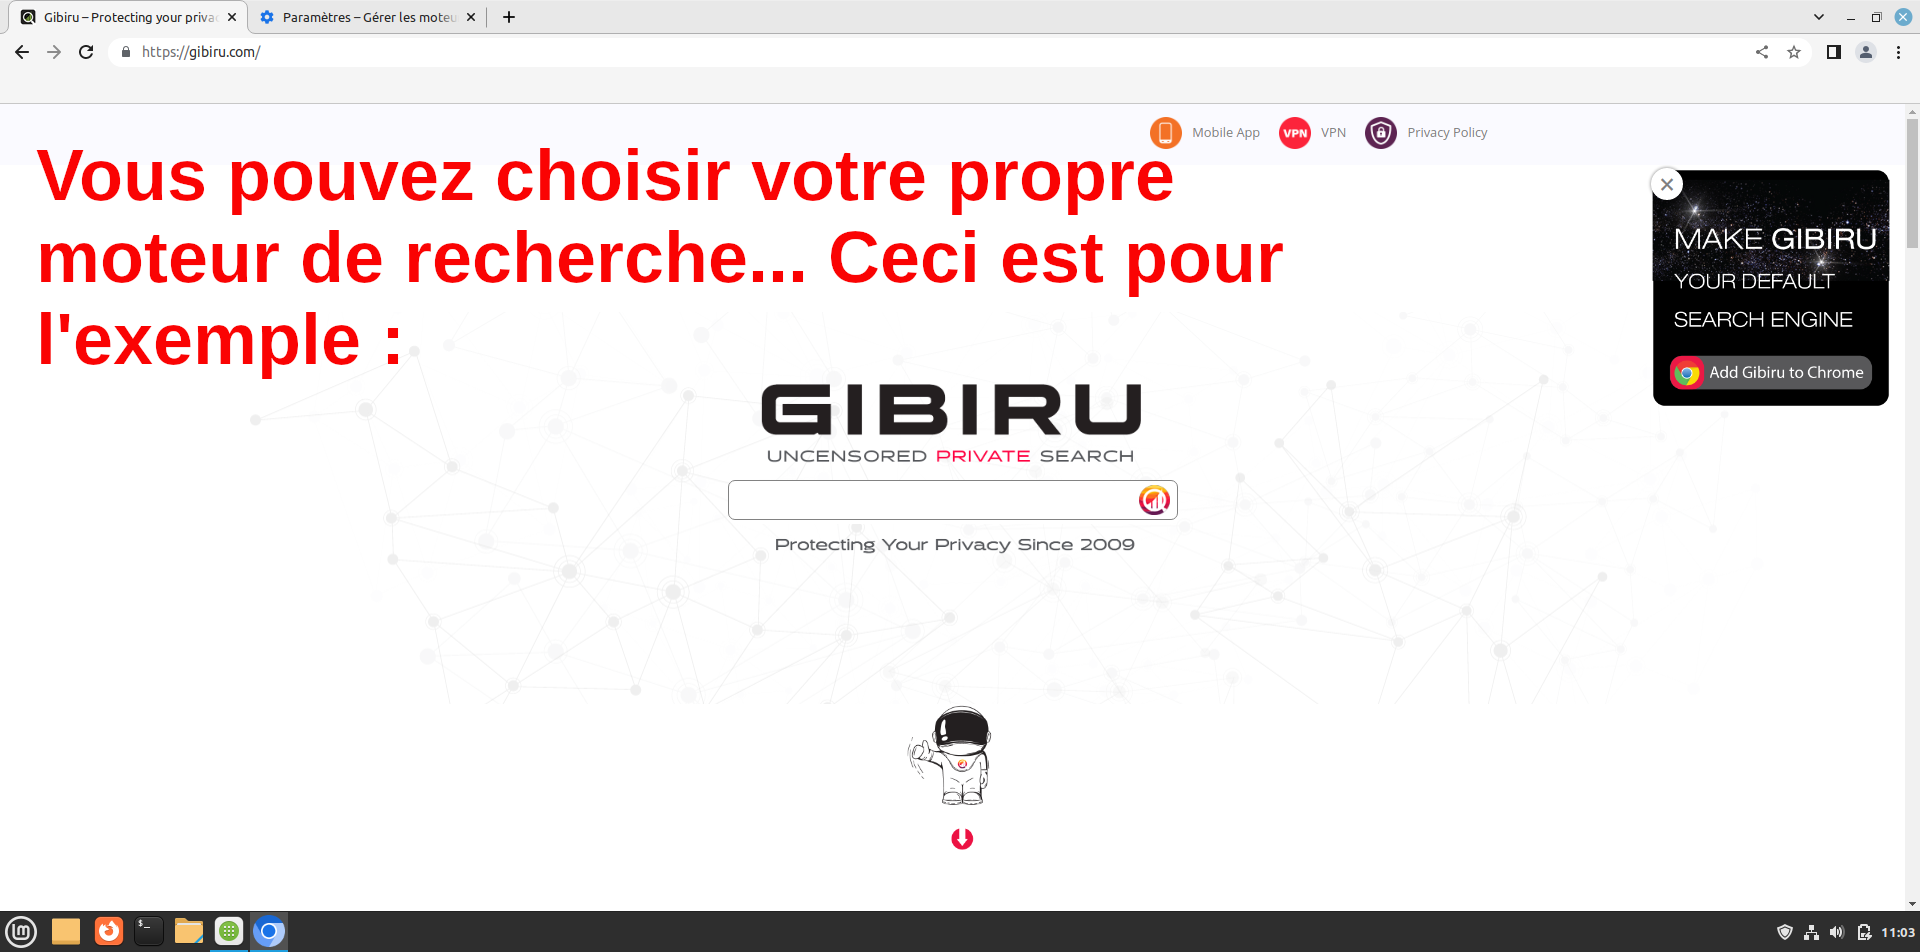 Gibiru – Protecting your priva
Paramètres – Gérer les moteu
https://gibiru.com/
Mobile App
VPN
VPN
Privacy Policy
Vous pouvez choisir votre propre
moteur de recherche... Ceci est pour
l'exemple :
MAKE GIBIRU
YOUR DEFAULT
SEARCH ENGINE
Add Gibiru to Chrome
GIBIRU
UNCENSORED PRIVATE SEARCH
Protecting Your Privacy Since 2009
11:03